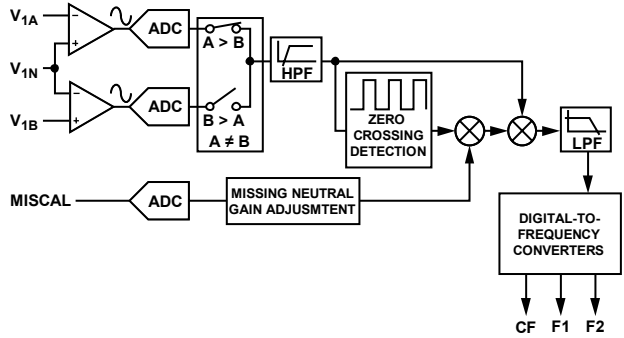 V1A
−
+
ADC
A > B
V1N
HPF
−
+
ADC
B > A
V1B
A ≠ B
ZERO
CROSSING
DETECTION
LPF
MISCAL
ADC
MISSING NEUTRAL
GAIN ADJUSMTENT
DIGITAL-TO-
FREQUENCY
CONVERTERS
CF F1 F2